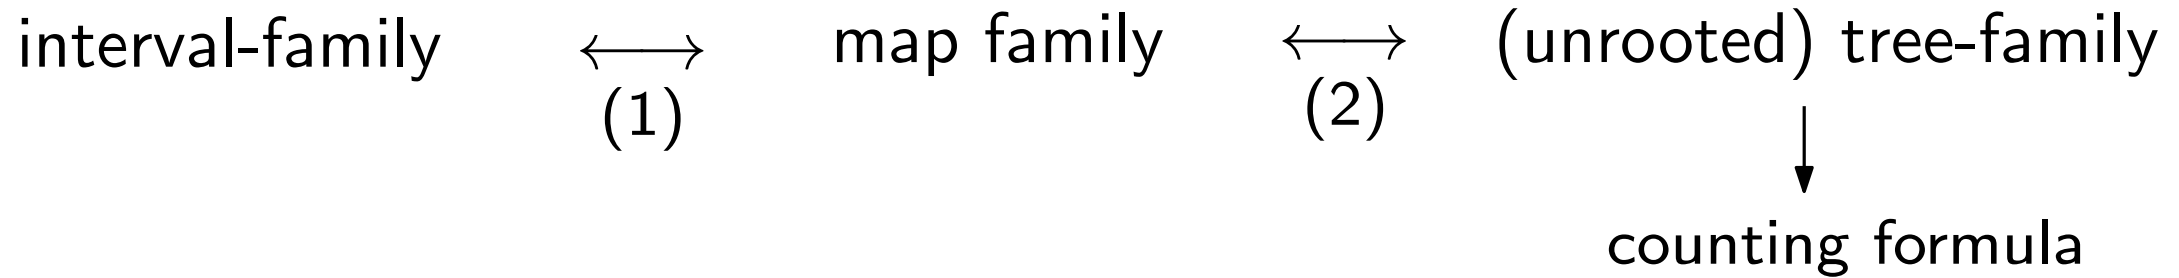 interval-family ⟷ map family ⟷ (unrooted) tree-family
(1) (2)
counting formula